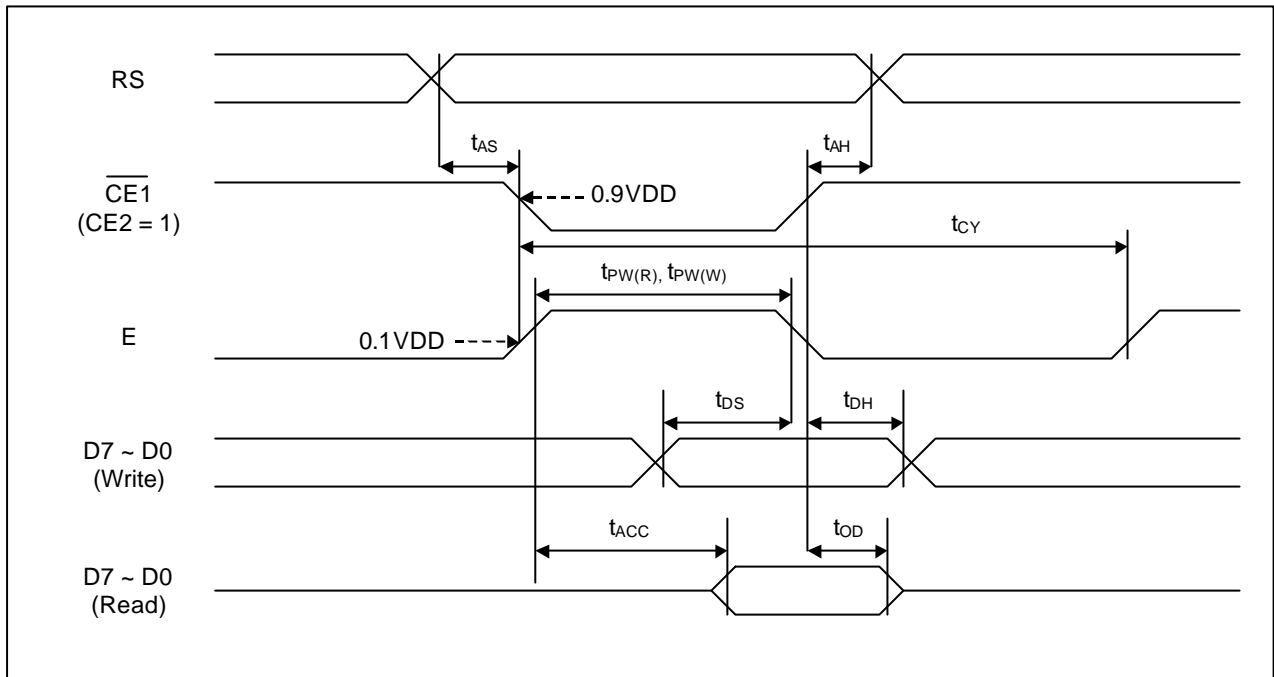 RS
tAS
tAH
CE1
(CE2 = 1)
0.9VDD
tCY
tPW(R), tPW(W)
E
0.1VDD
tDS
tDH
D7 ~ D0
(Write)
tACC
tOD
D7 ~ D0
(Read)